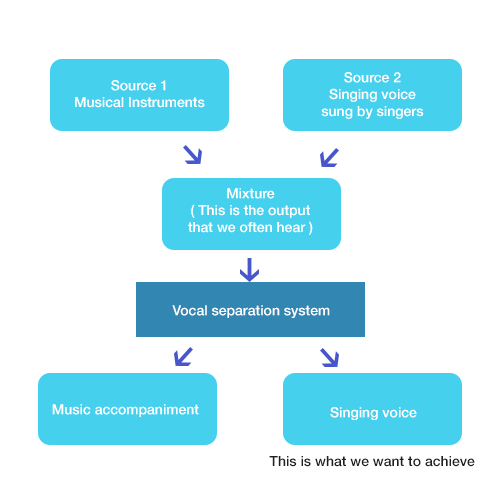 Source 1
Musical Instruments
Source 2
Singing voice
sung by singers
Mixture
( This is the output
that we often hear )
Vocal separation system
Music accompaniment
Singing voice
This is what we want to achieve